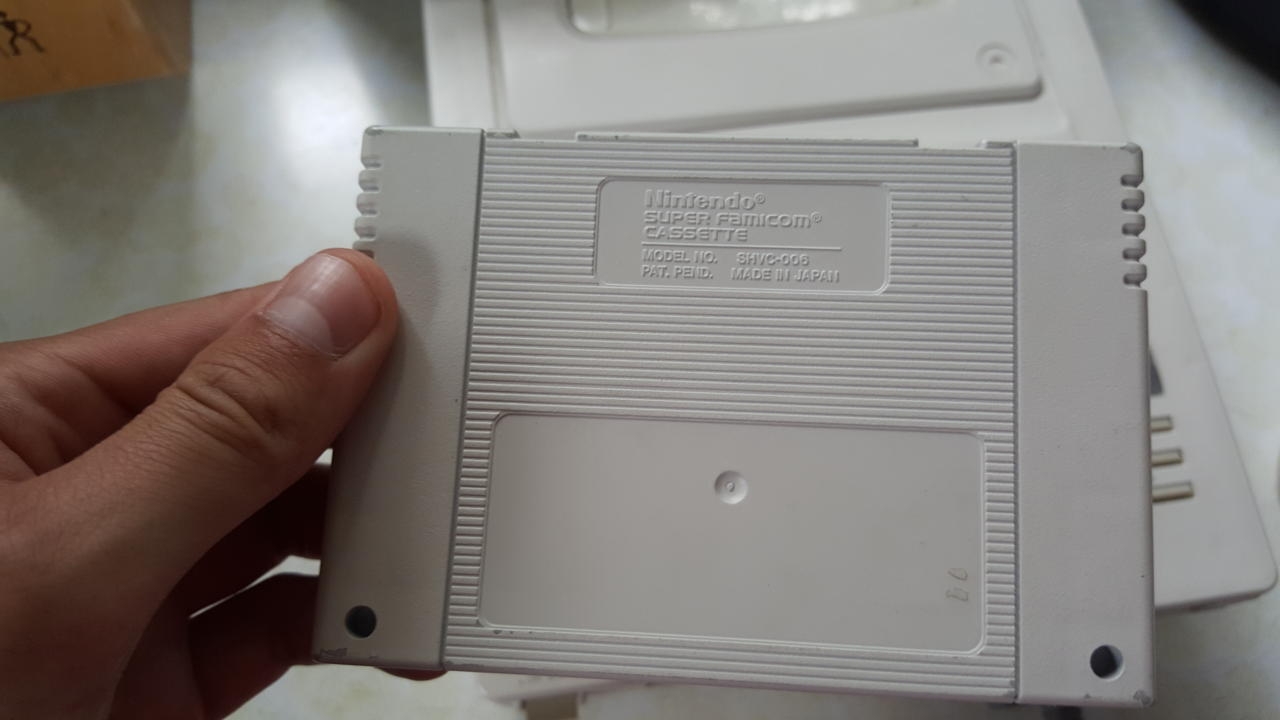 Nintendo®
SUPER FAMICOM®
CASSETTE
MODEL NO. SHVC-006
PAT. PEND. MADE IN JAPAN